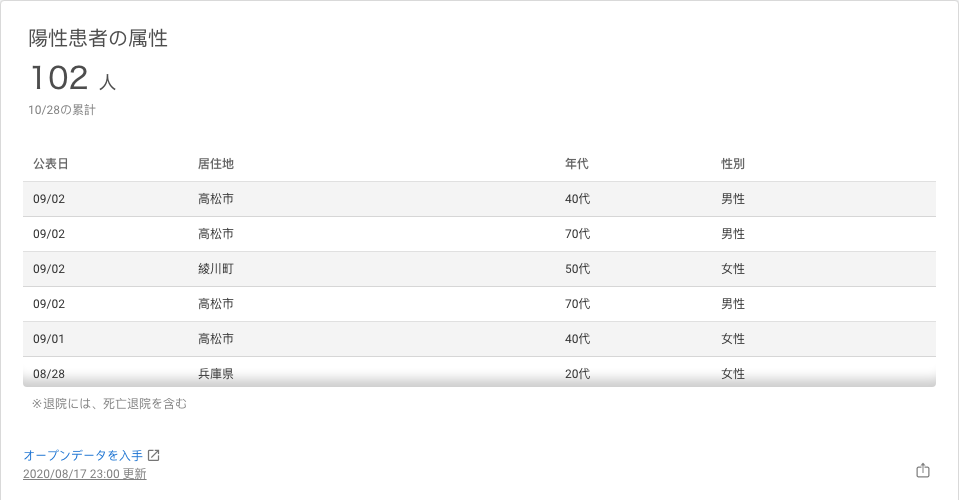 陽性患者の属性
102 人
10/28の累計
公表日 居住地 年代 性別
09/02 高松市 40代 男性
09/02 高松市 70代 男性
09/02 綾川町 50代 女性
09/02 高松市 70代 男性
09/01 高松市 40代 女性
08/28 兵庫県 20代 女性
※退院には、死亡退院を含む
オープンデータを入手
2020/08/17 23:00 更新